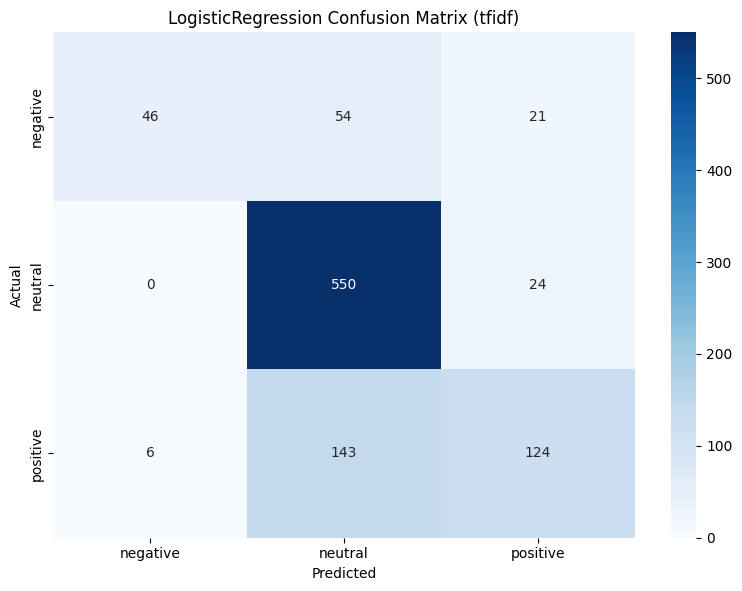 LogisticRegression Confusion Matrix (tfidf)
negative
46
54
21
neutral
0
550
24
positive
6
143
124
Actual
negative
neutral
positive
Predicted
500
400
300
200
100
0